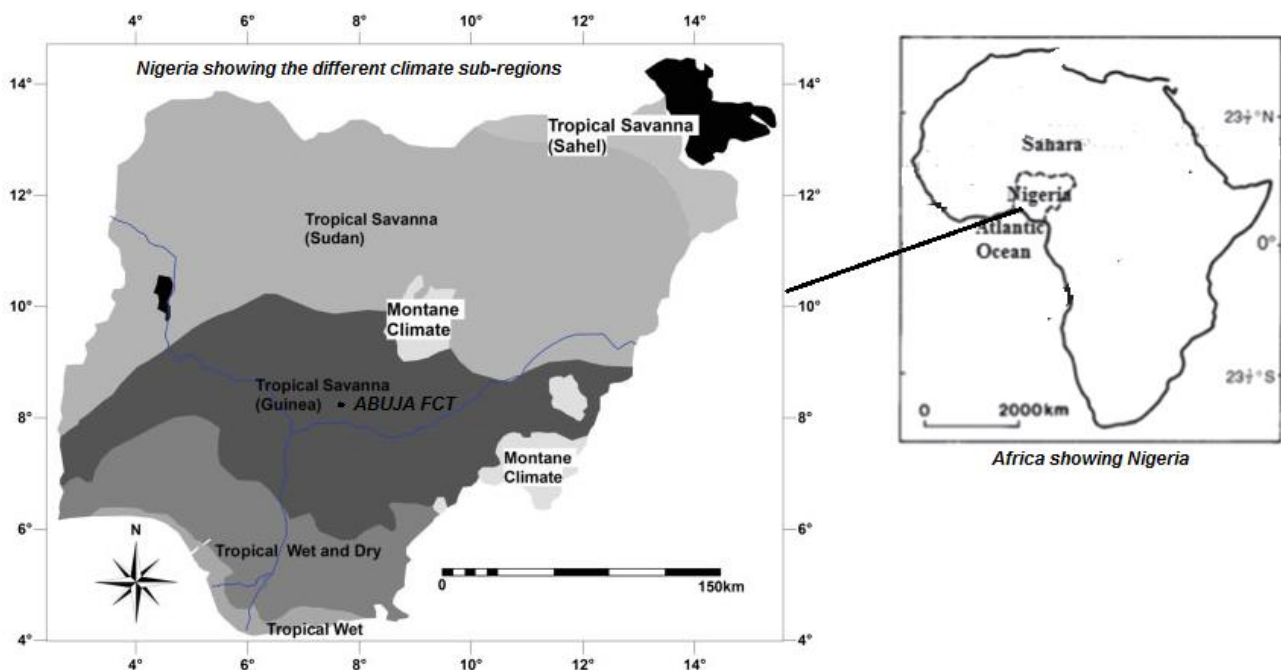 4° 6° 8° 10° 12° 14°
Nigeria showing the different climate sub-regions
14° 14°
Tropical Savanna
(Sahel)
12° 12°
Tropical Savanna
(Sudan)
10° 10°
Montane
Climate
Tropical Savanna
(Guinea) ABUJA FCT
8° 8°
Montane
Climate
6° 6°
N
Tropical Wet and Dry
0 150km
Tropical Wet
4° 4°
4° 6° 8° 10° 12° 14°
23½°N
Sahara
Nigeria
Atlantic
Ocean
0°
23½°S
0 2000 km
Africa showing Nigeria